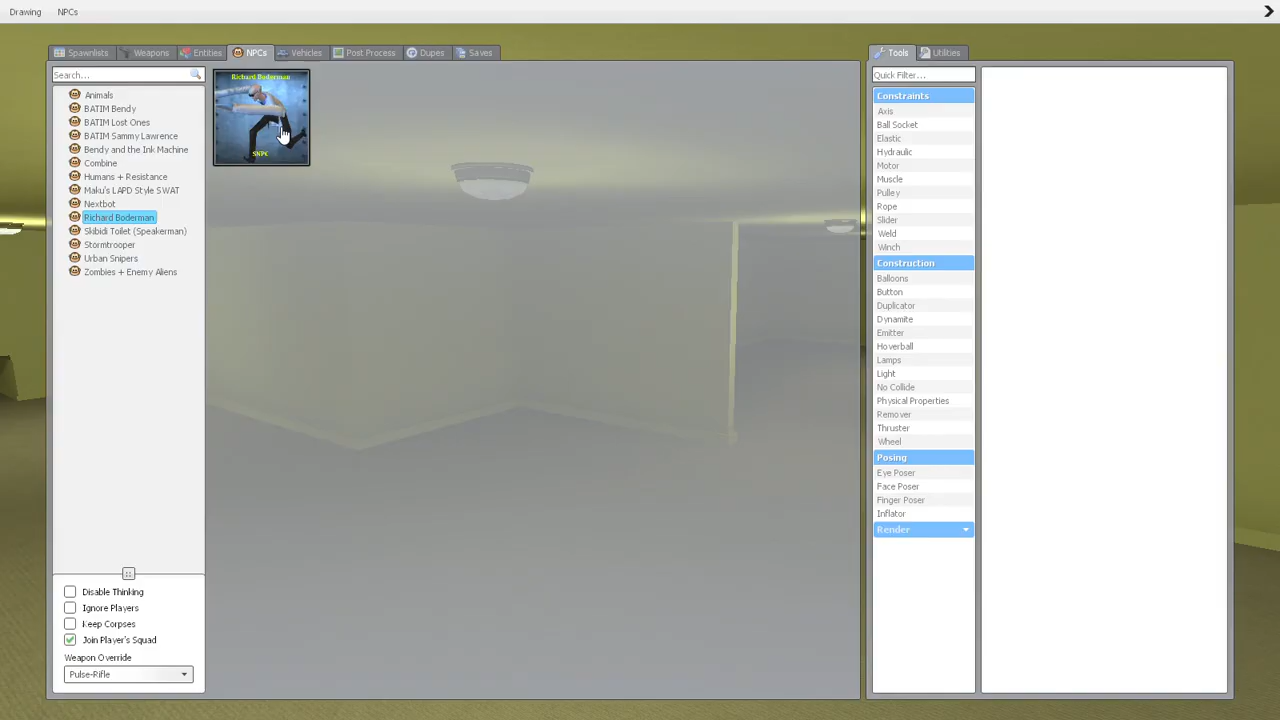 Drawing
NPCs
Spawnlists
Weapons
Entities
NPCs
Vehicles
Post Process
Dupes
Saves
Search...
Animals
BATIM Bendy
BATIM Lost Ones
BATIM Sammy Lawrence
Bendy and the Ink Machine
Combine
Humans + Resistance
Maku's LAPD Style SWAT
Nextbot
Richard Boderman
Skibidi Toilet (Speakerman)
Stormtrooper
Urban Snipers
Zombies + Enemy Aliens
Disable Thinking
Ignore Players
Keep Corpses
Join Player's Squad
Weapon Override
Pulse-Rifle
Richard Boderman
SNPC
Tools
Utilities
Quick Filter...
Constraints
Axis
Ball Socket
Elastic
Hydraulic
Motor
Muscle
Pulley
Rope
Slider
Weld
Winch
Construction
Balloons
Button
Duplicator
Dynamite
Emitter
Hoverball
Lamps
Light
No Collide
Physical Properties
Remover
Thruster
Wheel
Posing
Eye Poser
Face Poser
Finger Poser
Inflator
Render